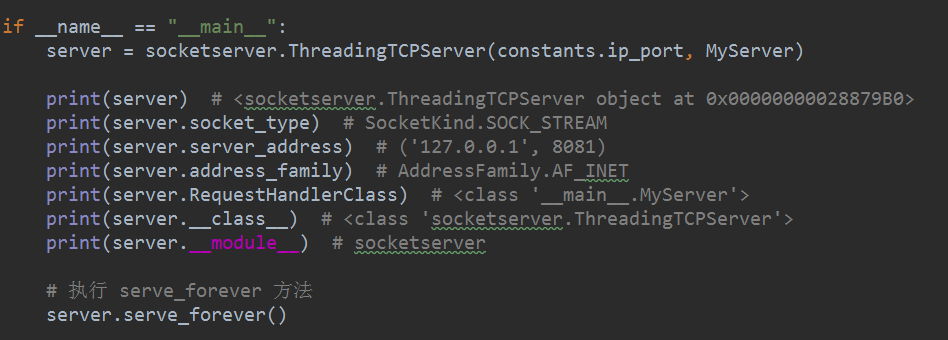 if __name__ == "__main__":
server = socketserver.ThreadingTCPServer(constants.ip_port, MyServer)
print(server)  # <socketserver.ThreadingTCPServer object at 0x00000000028879B0>
print(server.socket_type)  # SocketKind.SOCK_STREAM
print(server.server_address)  # ('127.0.0.1', 8081)
print(server.address_family)  # AddressFamily.AF_INET
print(server.RequestHandlerClass)  # <class '__main__.MyServer'>
print(server.__class__)  # <class 'socketserver.ThreadingTCPServer'>
print(server.__module__)  # socketserver
# 执行 serve_forever 方法
server.serve_forever()